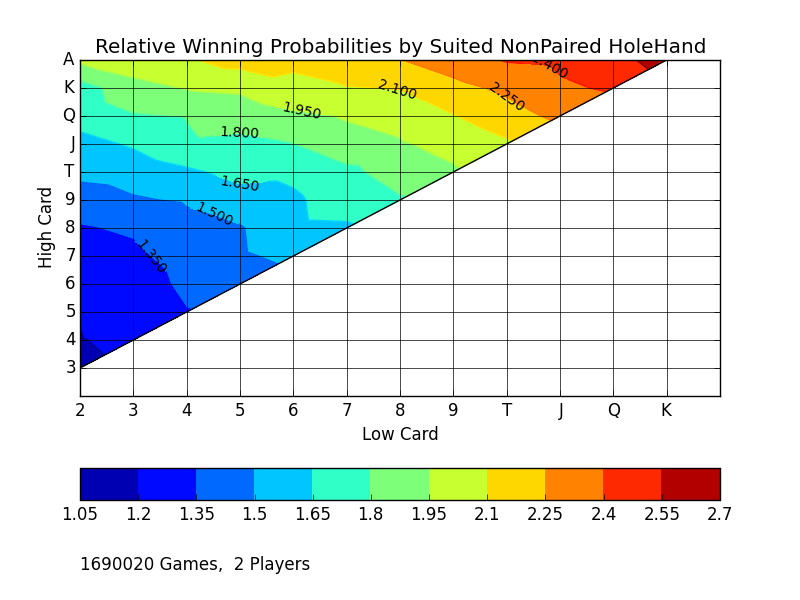 Relative Winning Probabilities by Suited NonPaired HoleHand
A
K
Q
J
T
9
8
7
6
5
4
3
High Card
2.400
2.100
2.250
1.950
1.800
1.650
1.500
1.350
2 3 4 5 6 7 8 9 T J Q K
Low Card
1.05 1.2 1.35 1.5 1.65 1.8 1.95 2.1 2.25 2.4 2.55 2.7
1690020 Games,  2 Players